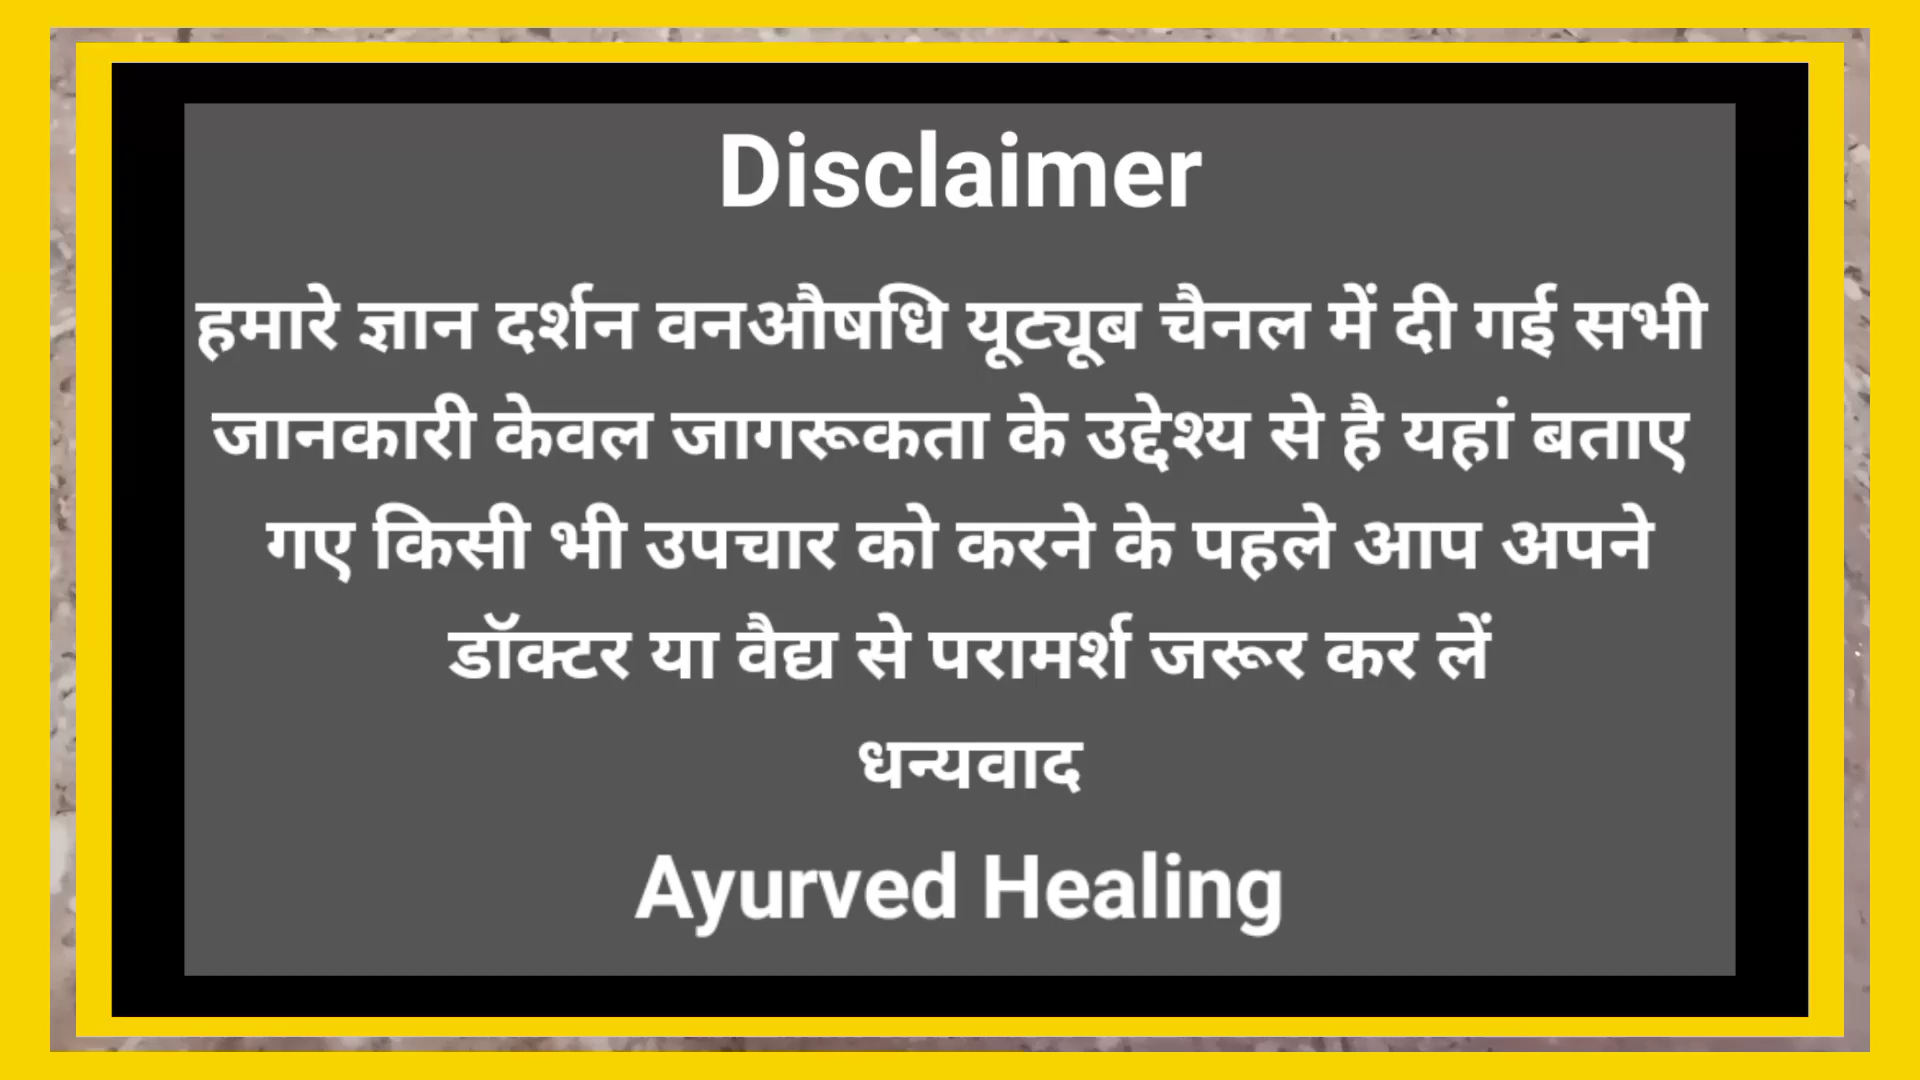 Disclaimer
हमारे ज्ञान दर्शन वनऔषधि यूट्यूब चैनल में दी गई सभी
जानकारी केवल जागरूकता के उद्देश्य से है यहां बताए
गए किसी भी उपचार को करने के पहले आप अपने
डॉक्टर या वैद्य से परामर्श जरूर कर लें
धन्यवाद
Ayurved Healing